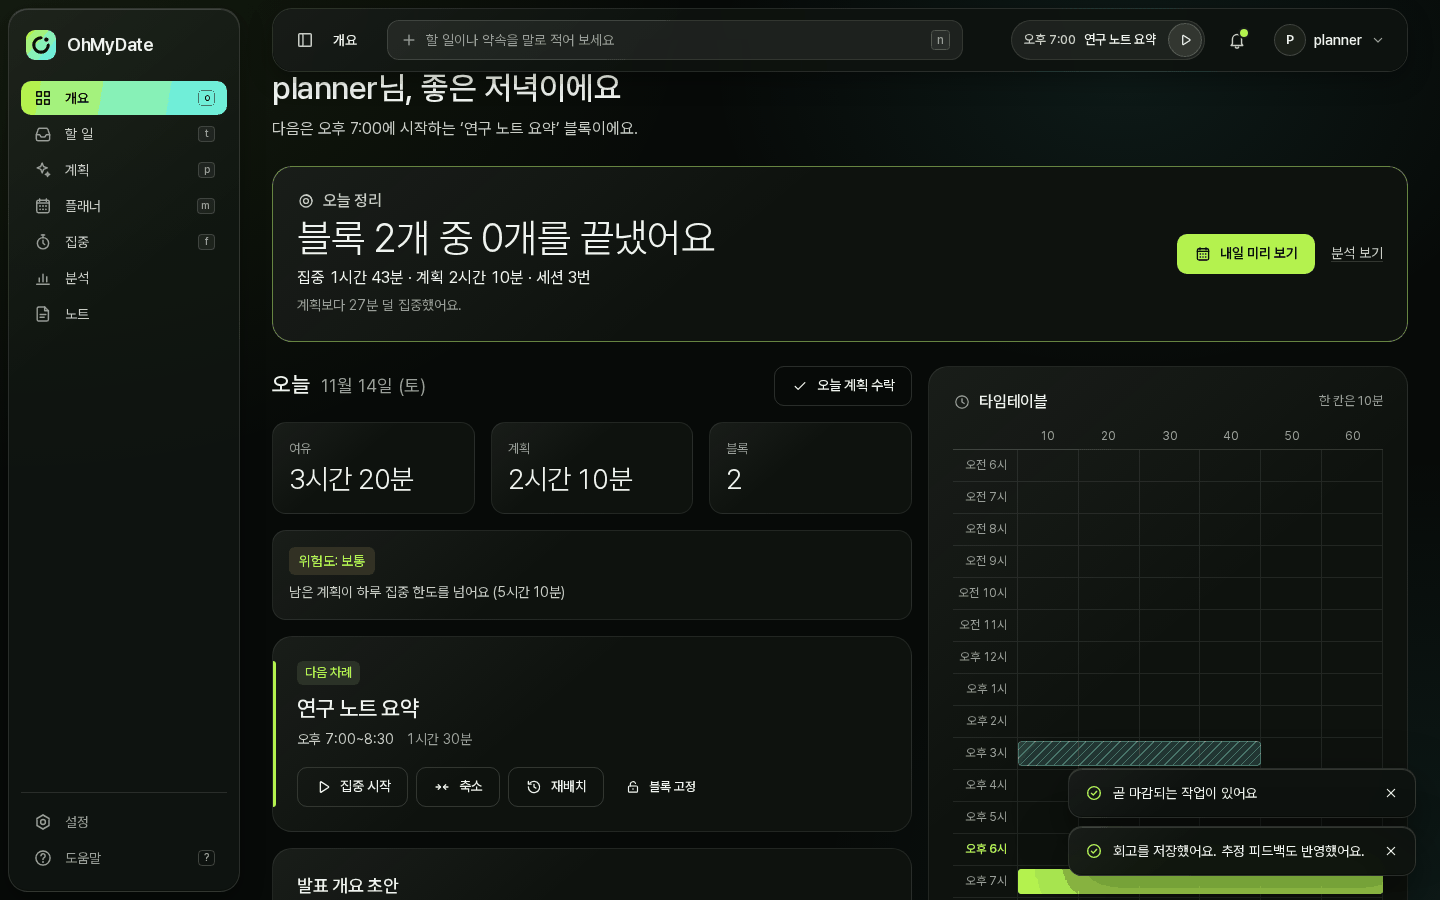 OhMyDate
개요 o
할 일 t
계획 p
플래너 m
집중 f
분석
노트
설정
도움말 ?
개요
할 일이나 약속을 말로 적어 보세요 n
오후 7:00 연구 노트 요약
P planner
planner님, 좋은 저녁이에요
다음은 오후 7:00에 시작하는 ‘연구 노트 요약’ 블록이에요.
오늘 정리
블록 2개 중 0개를 끝냈어요
집중 1시간 43분 · 계획 2시간 10분 · 세션 3번
계획보다 27분 덜 집중했어요.
내일 미리 보기
분석 보기
오늘 11월 14일 (토)
오늘 계획 수락
여유
3시간 20분
계획
2시간 10분
블록
2
위험도: 보통
남은 계획이 하루 집중 한도를 넘어요 (5시간 10분)
다음 차례
연구 노트 요약
오후 7:00~8:30 1시간 30분
집중 시작
축소
재배치
블록 고정
발표 개요 초안
타임테이블
한 칸은 10분
10 20 30 40 50 60
오전 6시
오전 7시
오전 8시
오전 9시
오전 10시
오전 11시
오후 12시
오후 1시
오후 2시
오후 3시
오후 4시
오후 5시
오후 6시
오후 7시
곧 마감되는 작업이 있어요
회고를 저장했어요. 추정 피드백도 반영했어요.